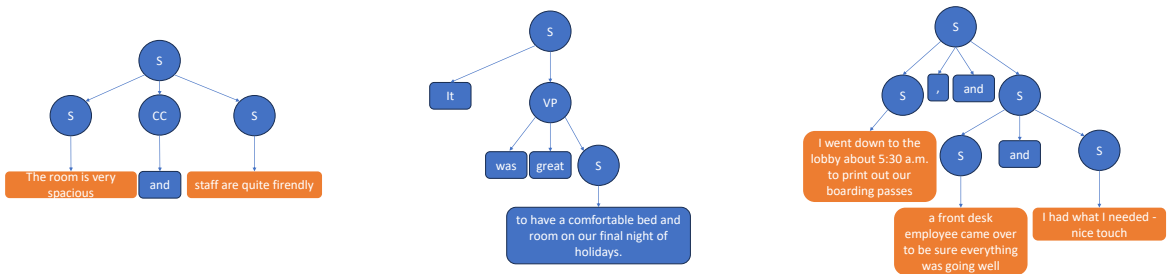 S
S
CC
S
The room is very
spacious
and
staff are quite firendly
S
It
VP
was
great
S
to have a comfortable bed and
room on our final night of
holidays.
S
S
,
and
S
I went down to the
lobby about 5:30 a.m.
to print out our
boarding passes
S
and
S
a front desk
employee came over
to be sure everything
was going well
I had what I needed -
nice touch